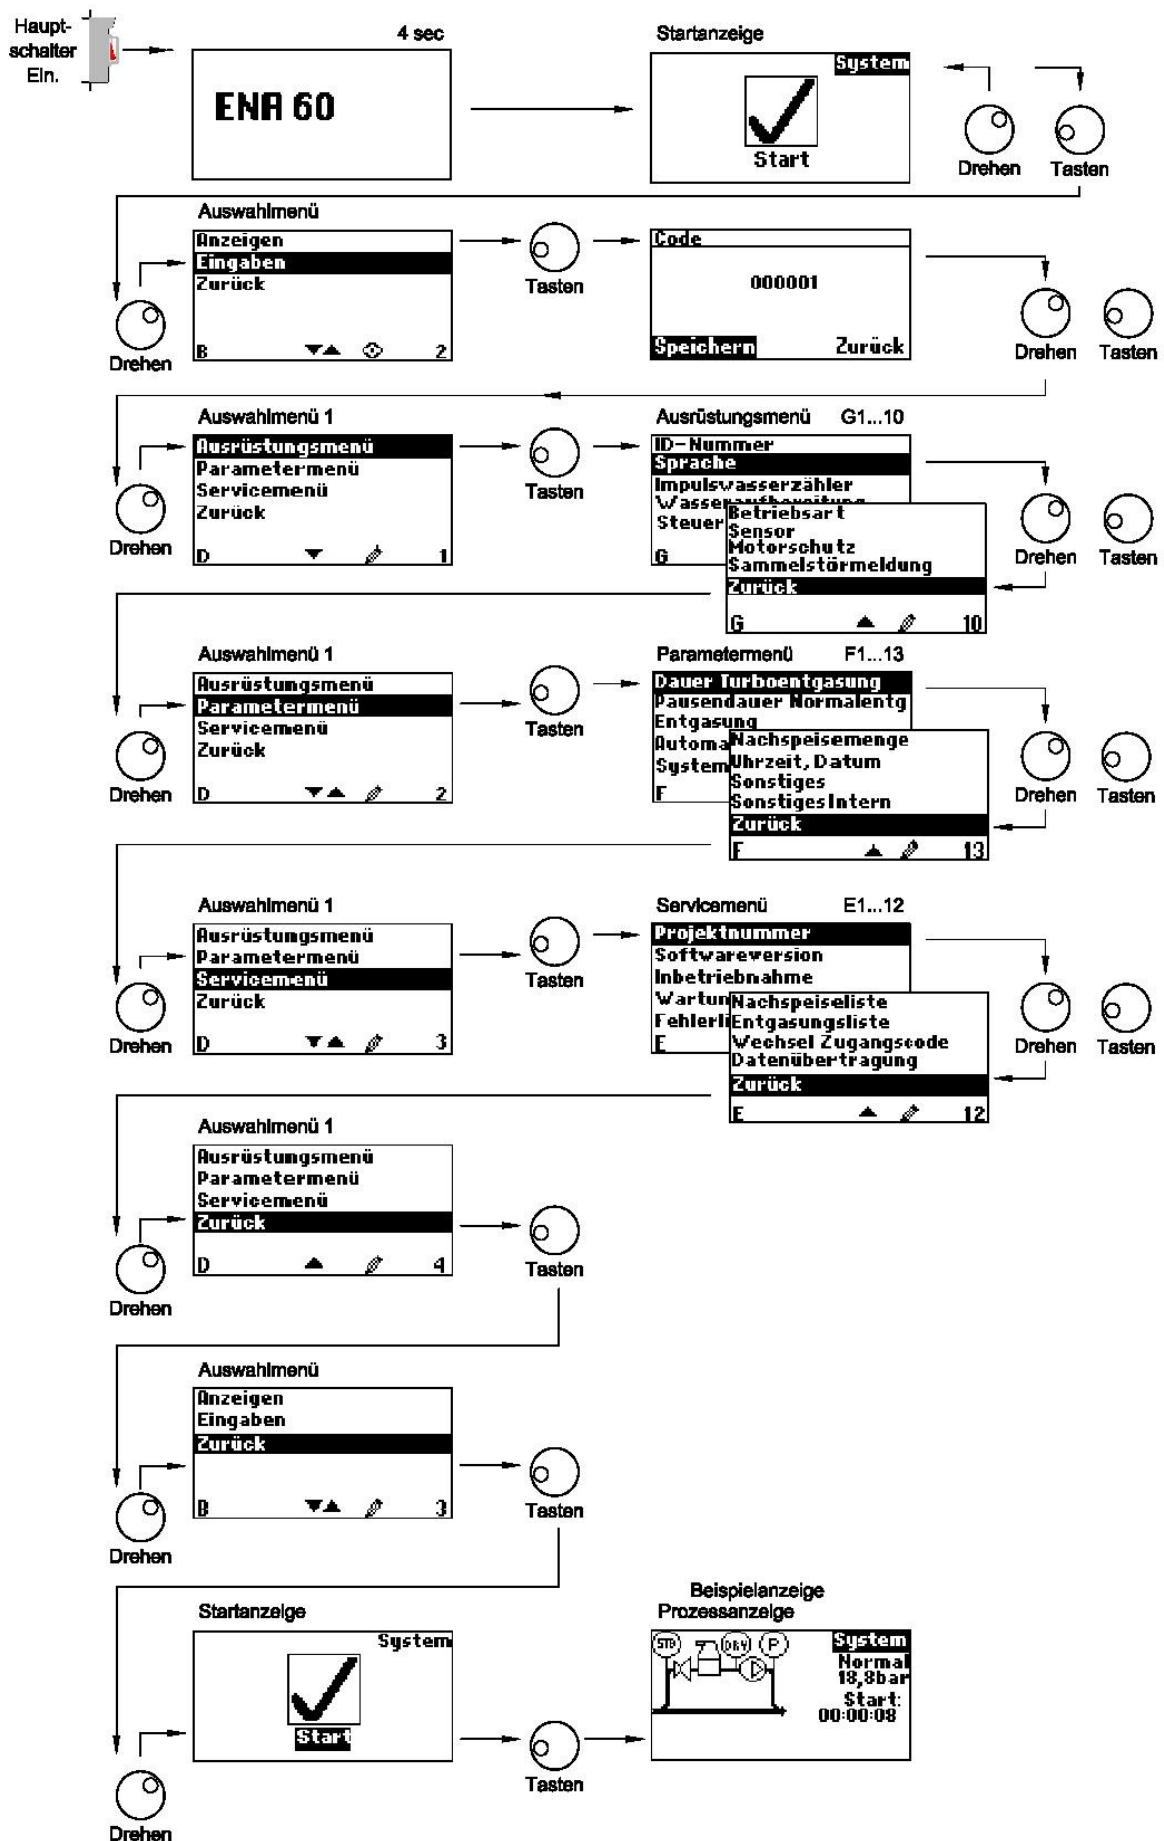 Haupt-
schalter
Ein.
4 sec
ENA 60
Startanzeige
System
Start
Drehen
Tasten
Auswahlmenü
Anzeigen
Eingaben
Zurück
B 2
Drehen
Tasten
Code
000001
Speichern Zurück
Drehen
Tasten
Auswahlmenü 1
Ausrüstungsmenü
Parametermenü
Servicemenü
Zurück
D 1
Drehen
Tasten
Ausrüstungsmenü G1...10
ID-Nummer
Sprache
Impulswasserzähler
Wasseraufbereitung
Steuer
G
Betriebsart
Sensor
Motorschutz
Sammelstörmeldung
Zurück
G 10
Drehen
Tasten
Auswahlmenü 1
Ausrüstungsmenü
Parametermenü
Servicemenü
Zurück
D 2
Drehen
Tasten
Parametermenü F1...13
Dauer Turboentgasung
Pausendauer Normalentg
Entgasung
Automa
System
F
Nachspeisemenge
Uhrzeit, Datum
Sonstiges
SonstigesIntern
Zurück
F 13
Drehen
Tasten
Auswahlmenü 1
Ausrüstungsmenü
Parametermenü
Servicemenü
Zurück
D 3
Drehen
Tasten
Servicemenü E1...12
Projektnummer
Softwareversion
Inbetriebnahme
Wartun
Fehlerli
E
Nachspeiseliste
Entgasungsliste
Wechsel Zugangscode
Datenübertragung
Zurück
E 12
Drehen
Tasten
Auswahlmenü 1
Ausrüstungsmenü
Parametermenü
Servicemenü
Zurück
D 4
Drehen
Tasten
Auswahlmenü
Anzeigen
Eingaben
Zurück
B 3
Drehen
Tasten
Startanzeige
System
Start
Drehen
Tasten
Beispielanzeige
Prozessanzeige
STB DRV P
System
Normal
18,8bar
Start:
00:00:08